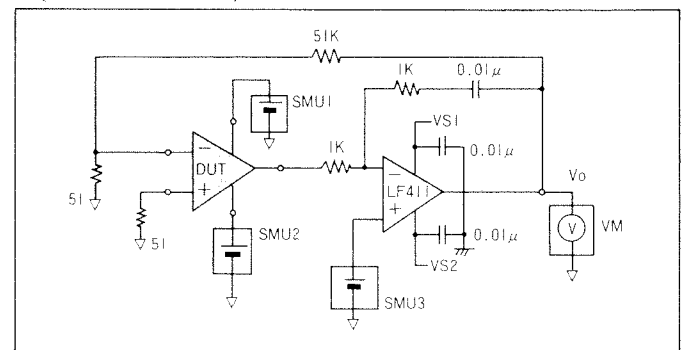 51K
1K
0.01μ
SMU1
VS1
1K
0.01μ
DUT
LF411
Vo
V
VM
51
51
SMU2
0.01μ
VS2
SMU3